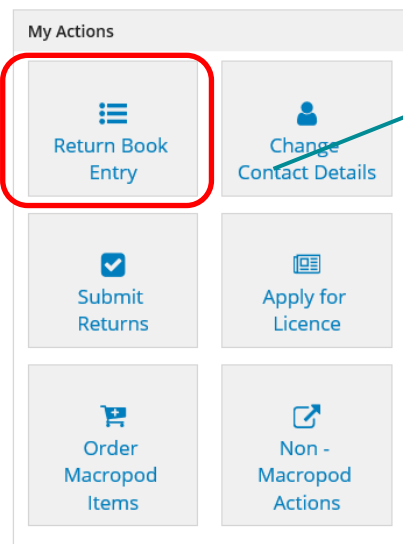 My Actions
Return Book
Entry
Change
Contact Details
Submit
Returns
Apply for
Licence
Order
Macropod
Items
Non -
Macropod
Actions